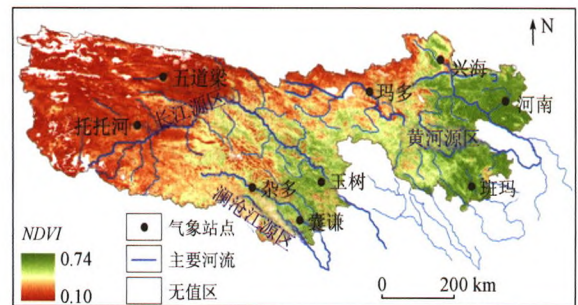 N
五道梁
兴海
玛多
河南
托托河
长江源区
黄河源区
杂多
玉树
班玛
澜沧江源区
囊谦
NDVI
0.74
0.10
气象站点
主要河流
无值区
0
200 km